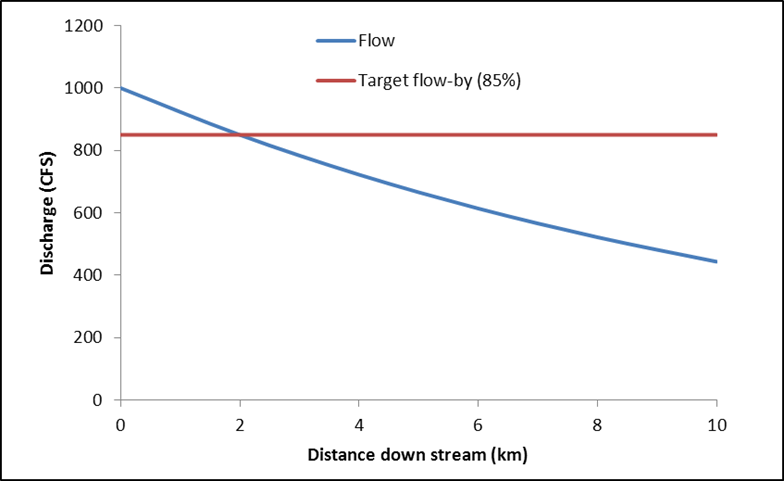 1200
1000
800
600
400
200
0
Discharge (CFS)
Flow
Target flow-by (85%)
0 2 4 6 8 10
Distance down stream (km)